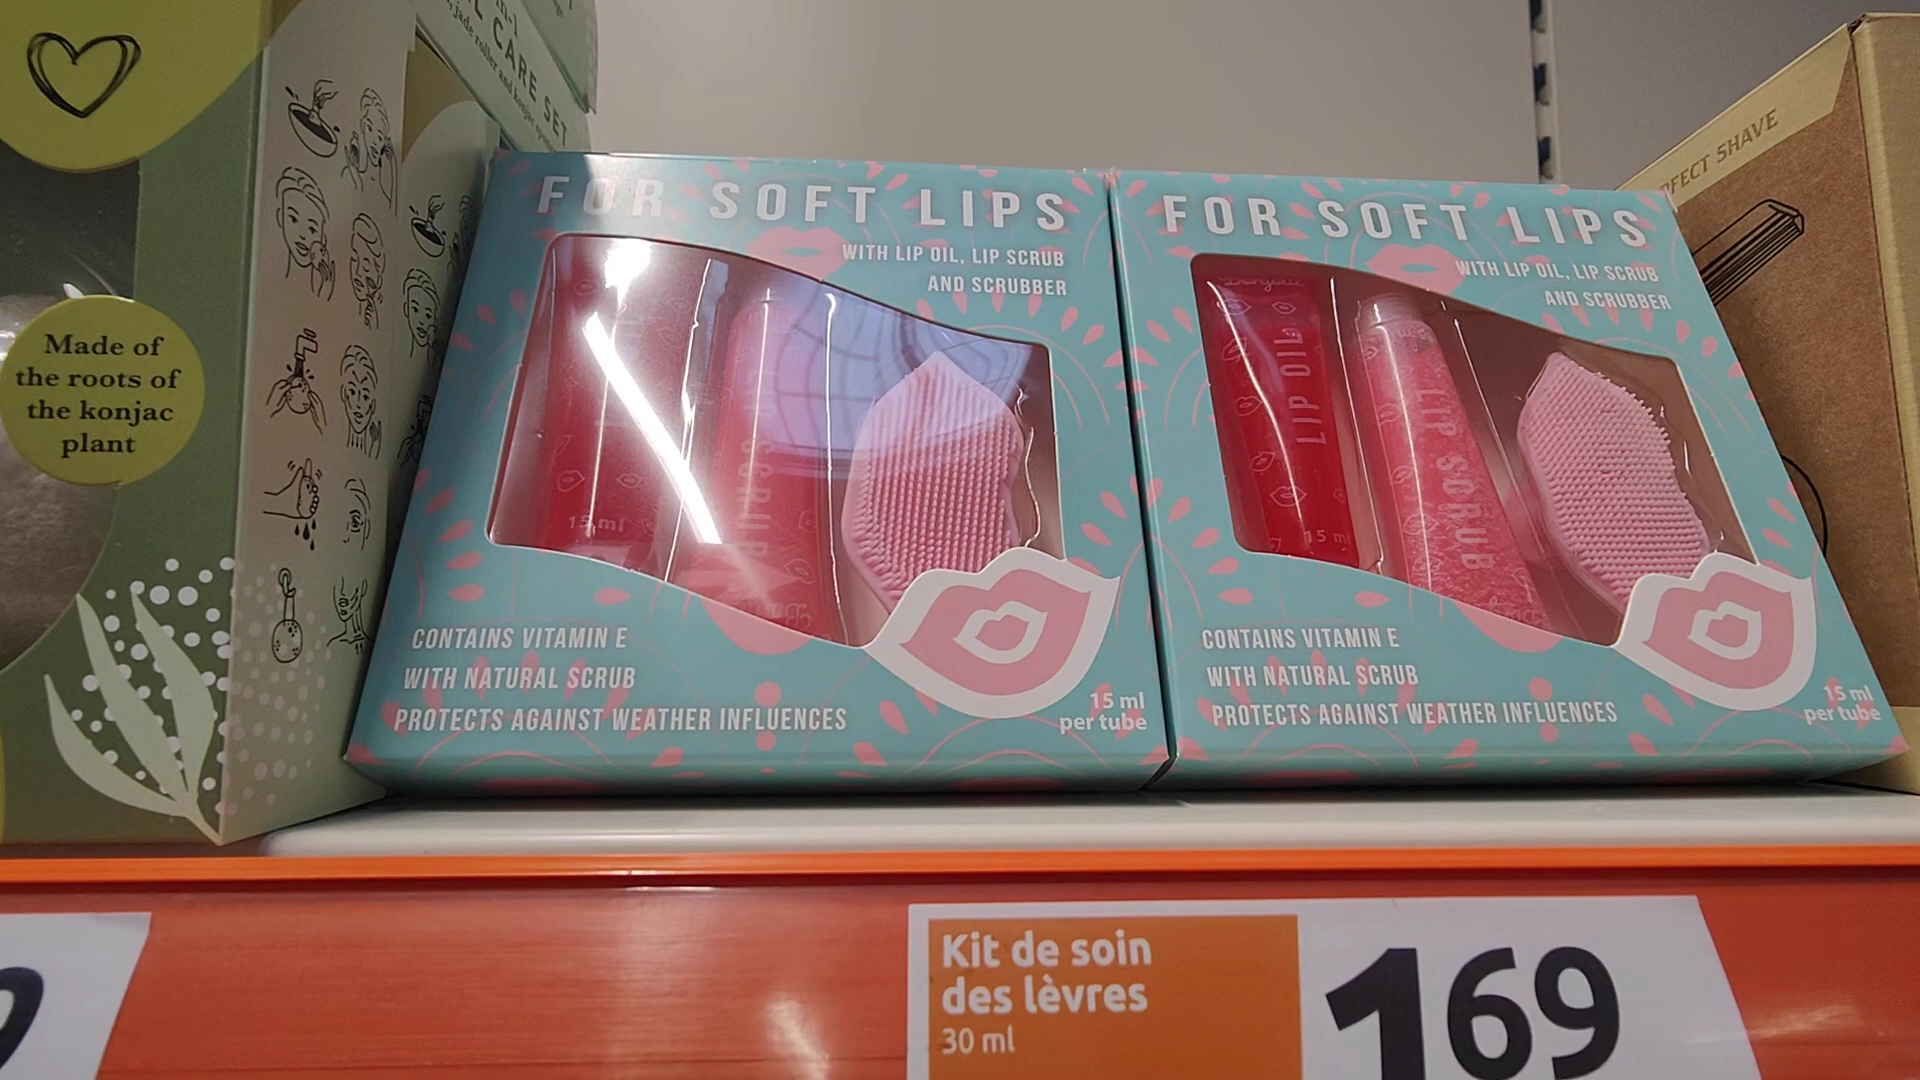 CARE SET
Made of
the roots of
the konjac
plant
FOR SOFT LIPS
WITH LIP OIL, LIP SCRUB
AND SCRUBBER
SCRUB
15 ml
CONTAINS VITAMIN E
WITH NATURAL SCRUB
PROTECTS AGAINST WEATHER INFLUENCES
15 ml
per tube
FOR SOFT LIPS
WITH LIP OIL, LIP SCRUB
AND SCRUBBER
LIP OIL
LIP SCRUB
15 ml
CONTAINS VITAMIN E
WITH NATURAL SCRUB
PROTECTS AGAINST WEATHER INFLUENCES
15 ml
per tube
SHAVE
Kit de soin
des lèvres
30 ml
169